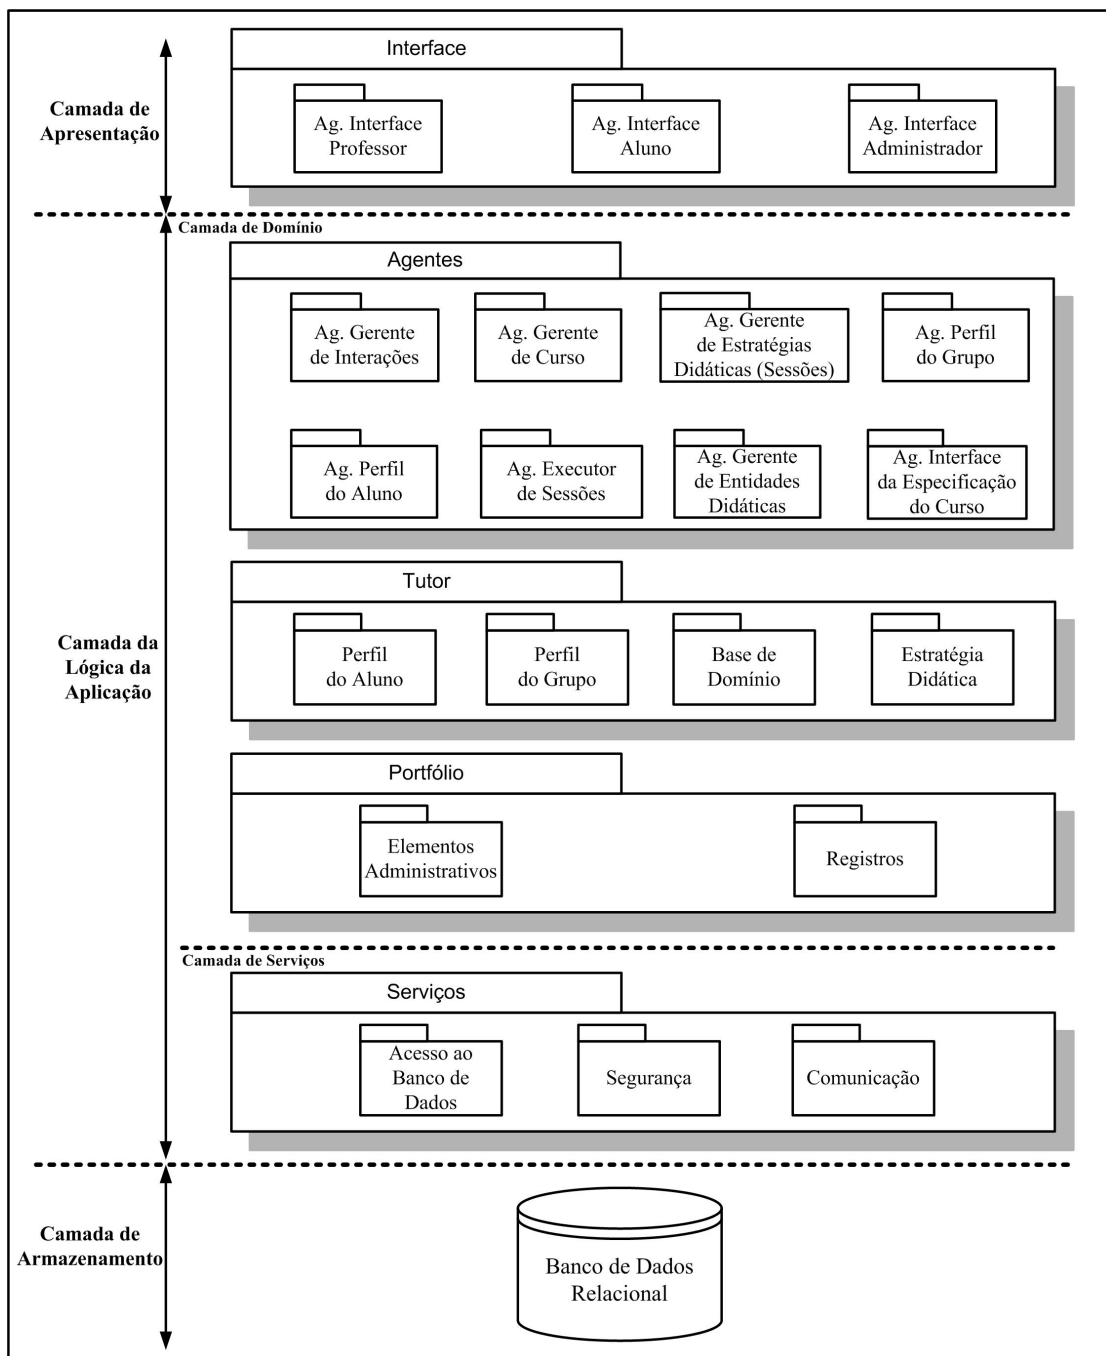 Interface
Camada de
Apresentação
Ag. Interface
Professor
Ag. Interface
Aluno
Ag. Interface
Administrador
Camada de Domínio
Agentes
Ag. Gerente
de Interações
Ag. Gerente
de Curso
Ag. Gerente
de Estratégias
Didáticas (Sessões)
Ag. Perfil
do Grupo
Ag. Perfil
do Aluno
Ag. Executor
de Sessões
Ag. Gerente
de Entidades
Didáticas
Ag. Interface
da Especificação
do Curso
Camada da
Lógica da
Aplicação
Tutor
Perfil
do Aluno
Perfil
do Grupo
Base de
Domínio
Estratégia
Didática
Portfólio
Elementos
Administrativos
Registros
Camada de Serviços
Serviços
Acesso ao
Banco de
Dados
Segurança
Comunicação
Camada de
Armazenamento
Banco de Dados
Relacional